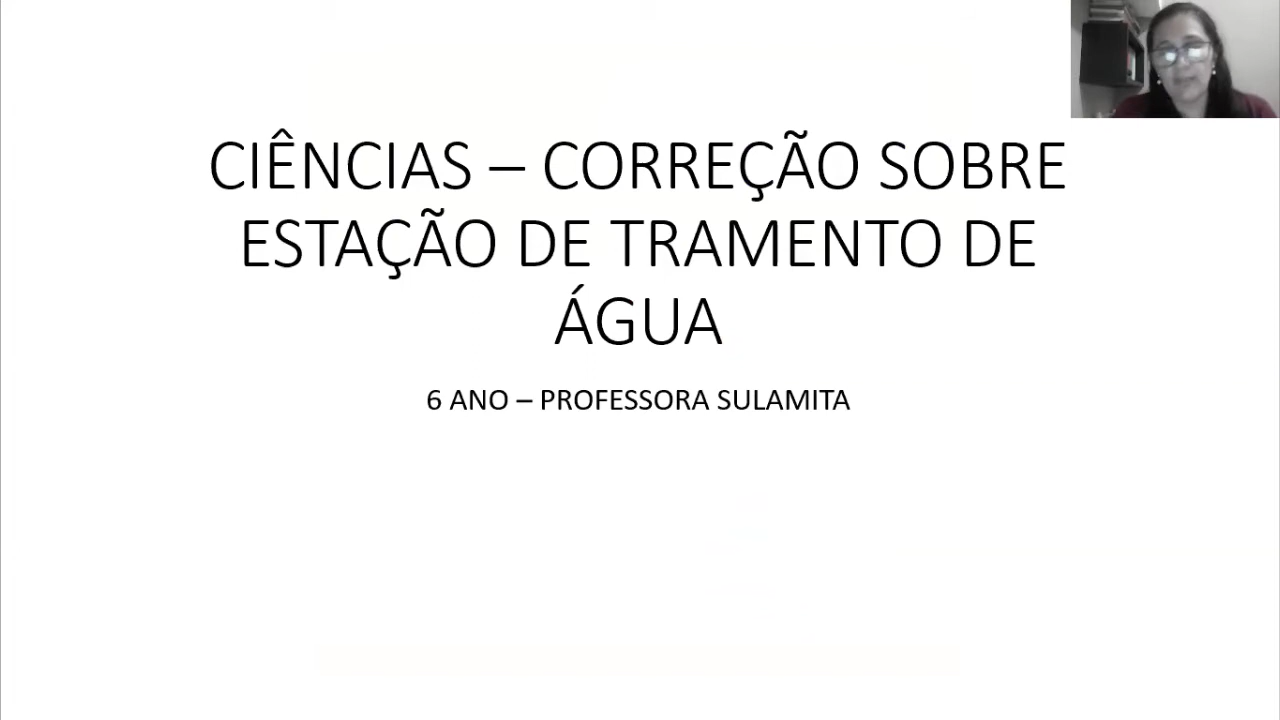 CIÊNCIAS – CORREÇÃO SOBRE
ESTAÇÃO DE TRAMENTO DE
ÁGUA
6 ANO – PROFESSORA SULAMITA